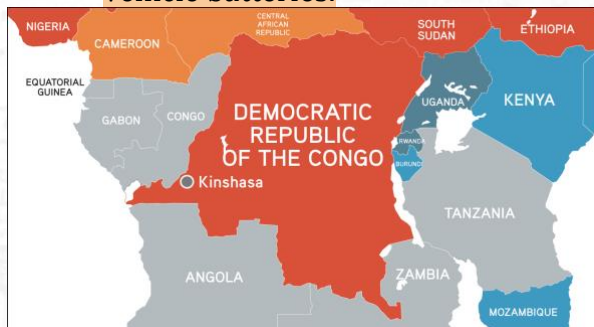 NIGERIA
CAMEROON
CENTRAL
AFRICAN
REPUBLIC
SOUTH
SUDAN
ETHIOPIA
EQUATORIAL
GUINEA
GABON
CONGO
DEMOCRATIC
REPUBLIC
OF THE CONGO
UGANDA
KENYA
RWANDA
BURUNDI
Kinshasa
TANZANIA
ANGOLA
ZAMBIA
MOZAMBIQUE